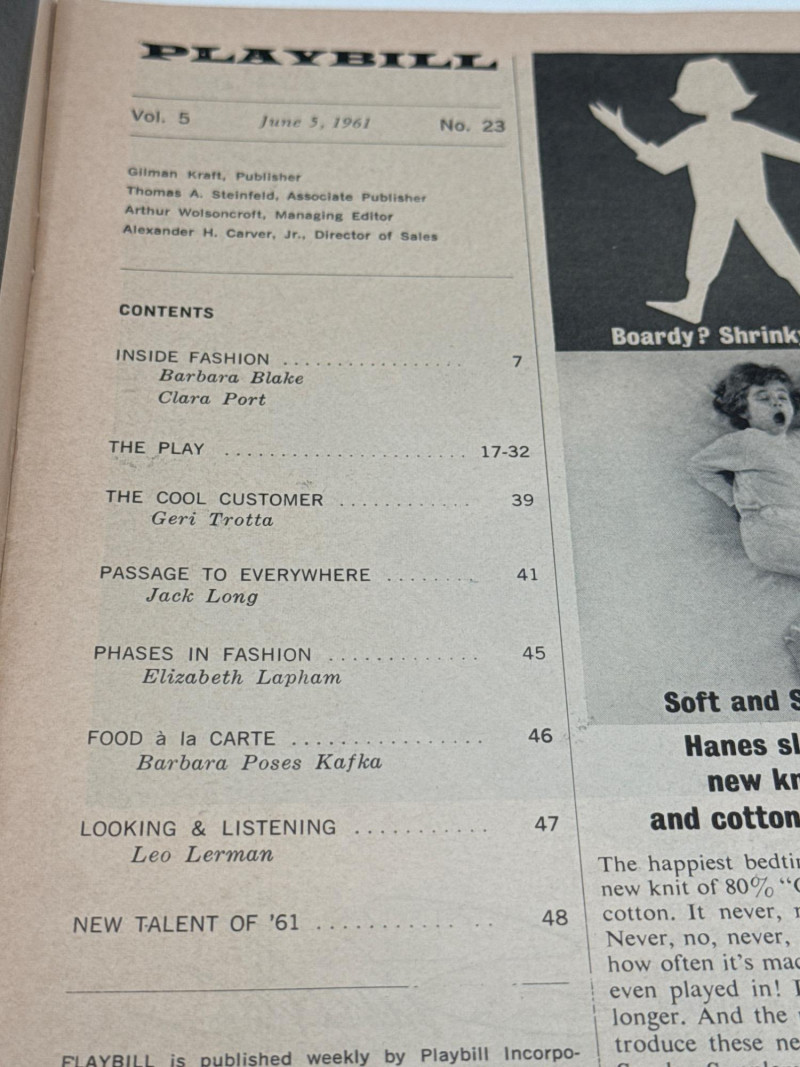 PLAYBILL
Vol. 5 June 5, 1961 No. 23
Gilman Kraft, Publisher
Thomas A. Steinfeld, Associate Publisher
Arthur Wolsoncroft, Managing Editor
Alexander H. Carver, Jr., Director of Sales
CONTENTS
INSIDE FASHION .................. 7
Barbara Blake
Clara Port
THE PLAY ...................... 17-32
THE COOL CUSTOMER ............ 39
Geri Trotta
PASSAGE TO EVERYWHERE ........ 41
Jack Long
PHASES IN FASHION ............. 45
Elizabeth Lapham
FOOD à la CARTE ................ 46
Barbara Poses Kafka
LOOKING & LISTENING ........... 47
Leo Lerman
NEW TALENT OF '61 ............. 48
PLAYBILL is published weekly by Playbill Incorpo-
Boardy? Shrink
Soft and S
Hanes sl
new kn
and cotton
The happiest bedti
new knit of 80% “C
cotton. It never,
Never, no, never,
how often it's mad
even played in!
longer. And the
troduce these ne